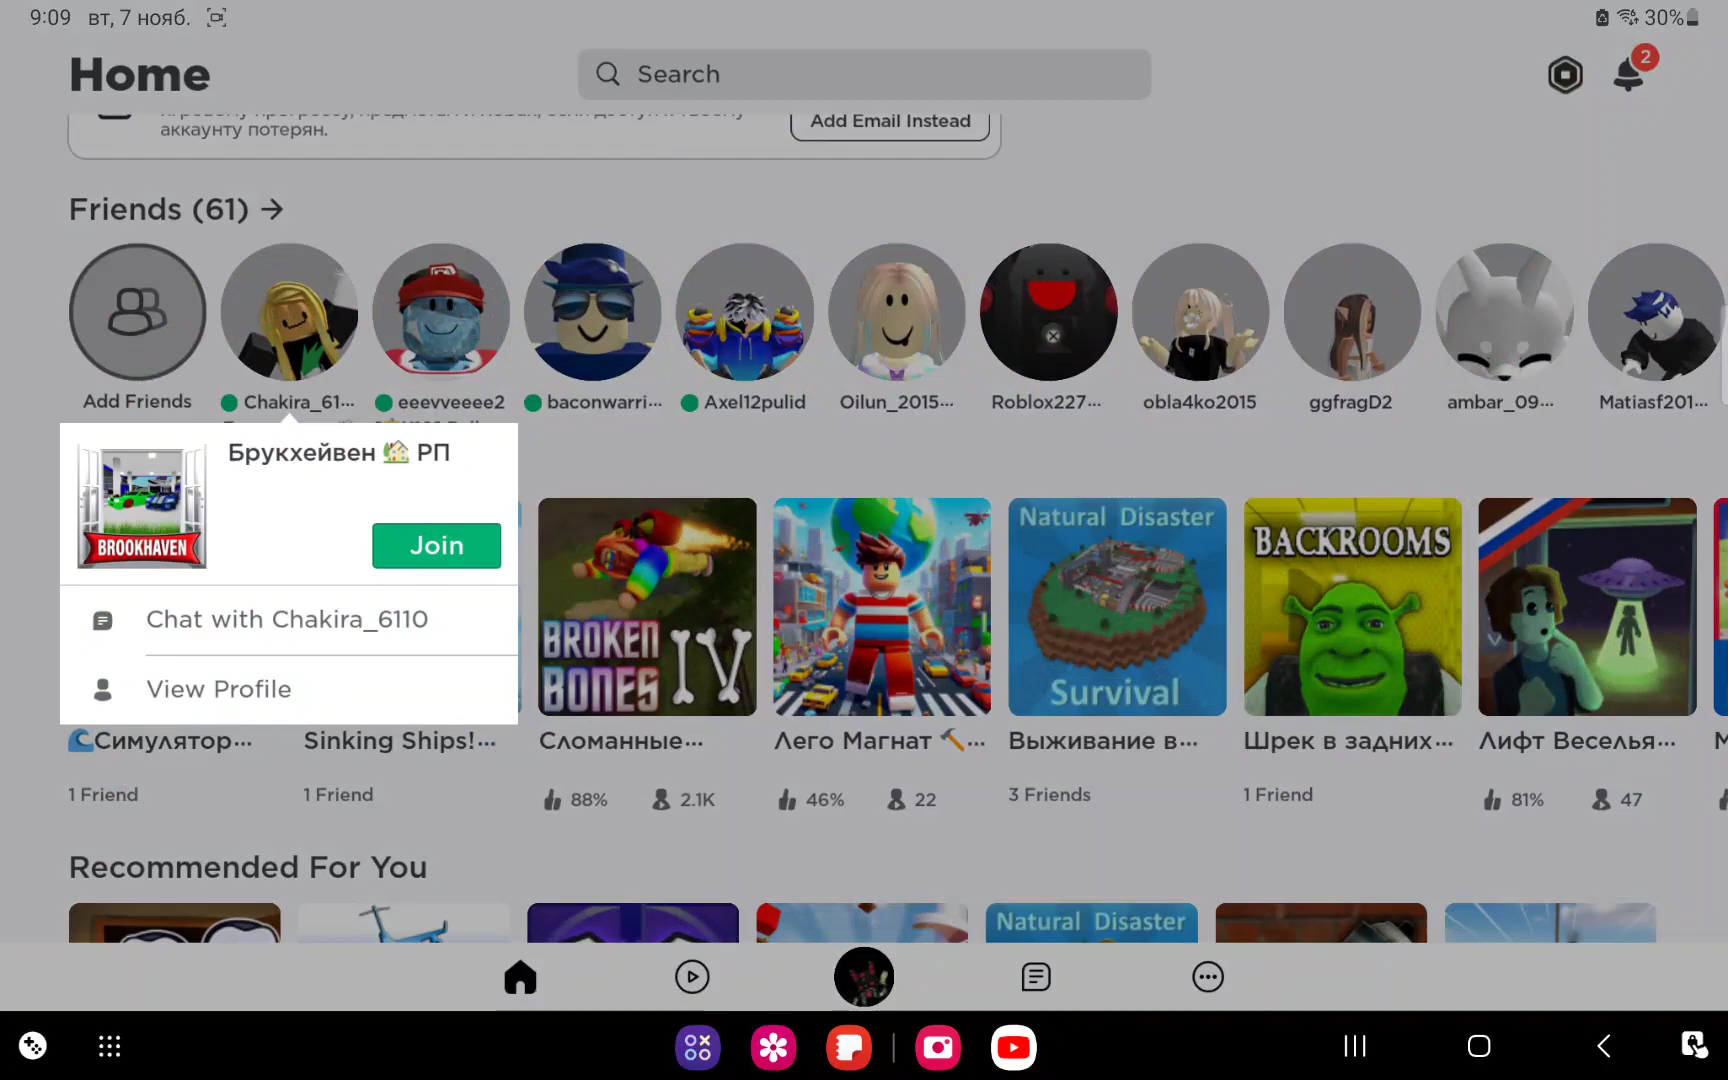 9:09 вт, 7 нояб. 30%
Home
Search
2
аккаунту потерян.
Add Email Instead
Friends (61) →
Add Friends
Chakira_61...
eeevveeee2
baconwarri...
Axel12pulid
Oilun_2015...
Roblox227...
obla4ko2015
ggfragD2
ambar_09...
Matiasf201...
Брукхейвен 🏡 РП
BROOKHAVEN
Join
Chat with Chakira_6110
View Profile
BROKEN
BONES IV
Natural Disaster
Survival
BACKROOMS
🌊Симулятор...
Sinking Ships!...
Сломанные...
Лего Магнат 🔨...
Выживание в...
Шрек в задних...
Лифт Веселья...
1 Friend
1 Friend
88% 2.1K
46% 22
3 Friends
1 Friend
81% 47
Recommended For You
Natural Disaster